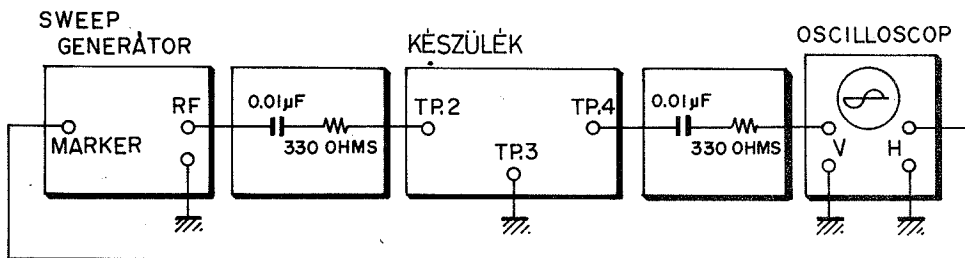 SWEEP
GENERÁTOR
KÉSZÜLÉK
OSCILLOSCOP
RF
MARKER
0.01µF
330 OHMS
TP.2
TP.3
TP.4
0.01µF
330 OHMS
V
H